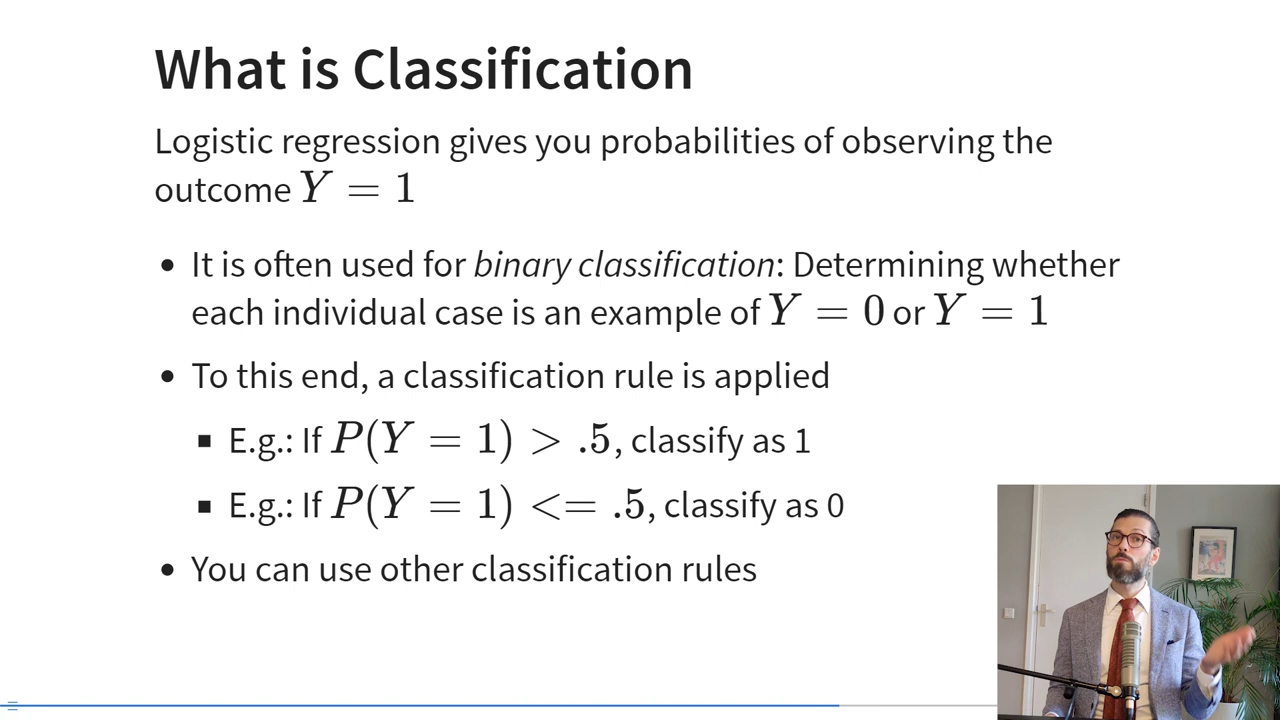 What is Classification
Logistic regression gives you probabilities of observing the
outcome Y = 1
• It is often used for binary classification: Determining whether
each individual case is an example of Y = 0 or Y = 1
• To this end, a classification rule is applied
▪ E.g.: If P(Y = 1) > .5, classify as 1
▪ E.g.: If P(Y = 1) <= .5, classify as 0
• You can use other classification rules